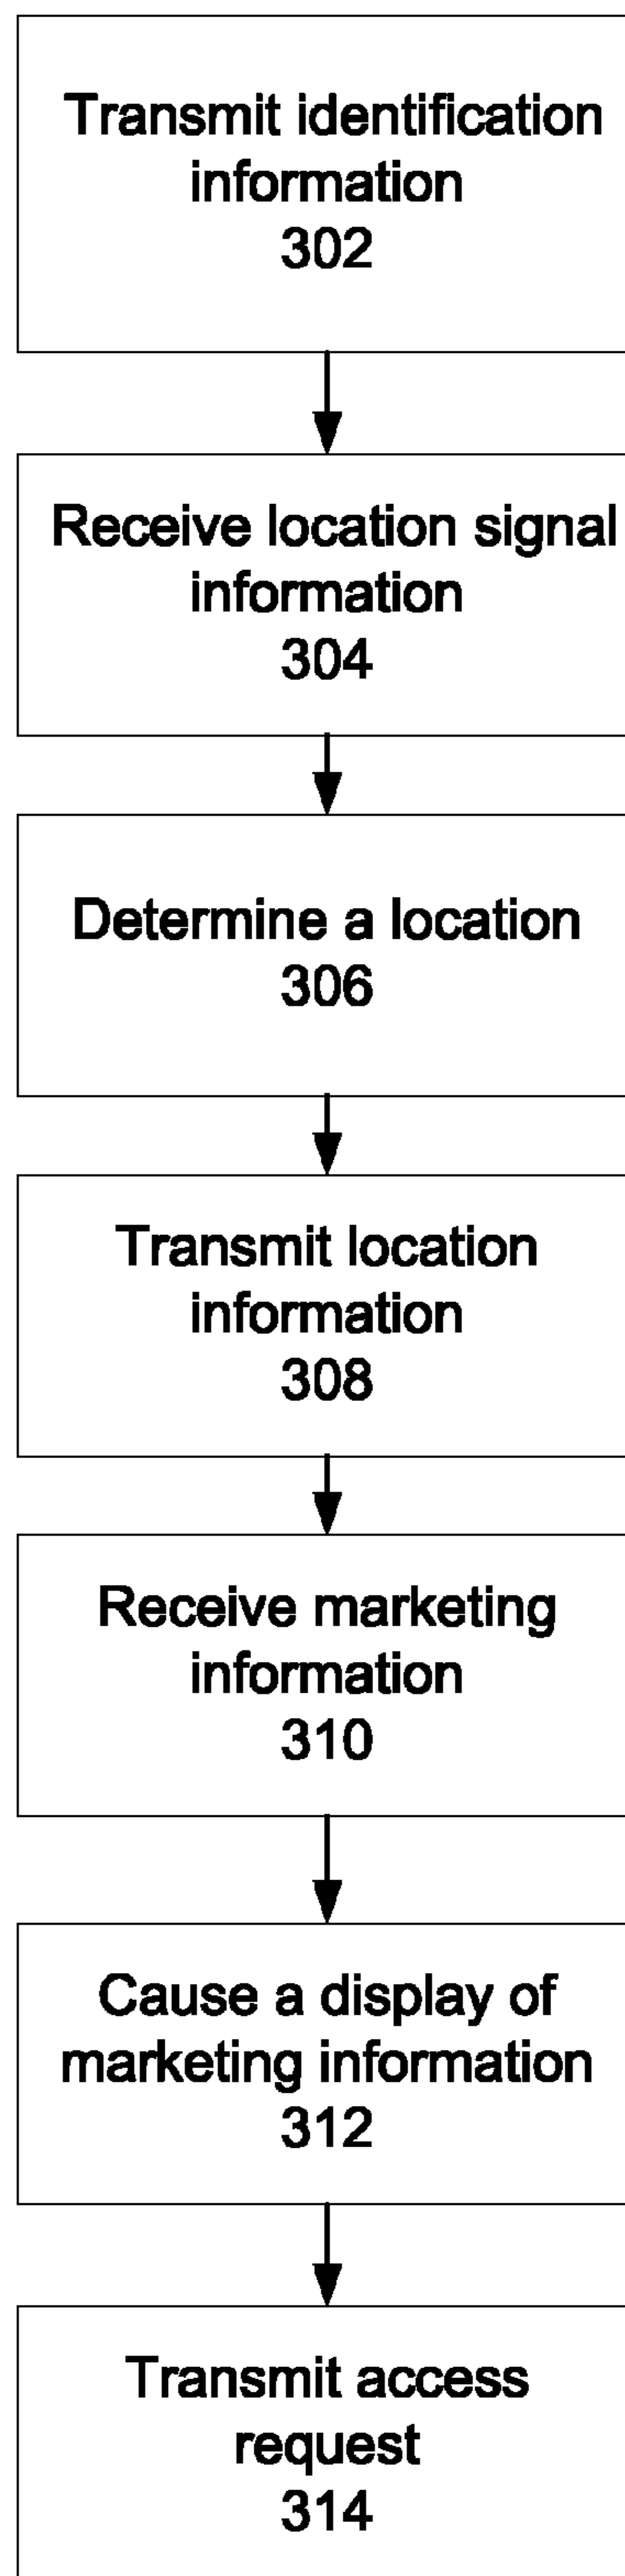 Transmit identification
information
302
Receive location signal
information
304
Determine a location
306
Transmit location
information
308
Receive marketing
information
310
Cause a display of
marketing information
312
Transmit access
request
314